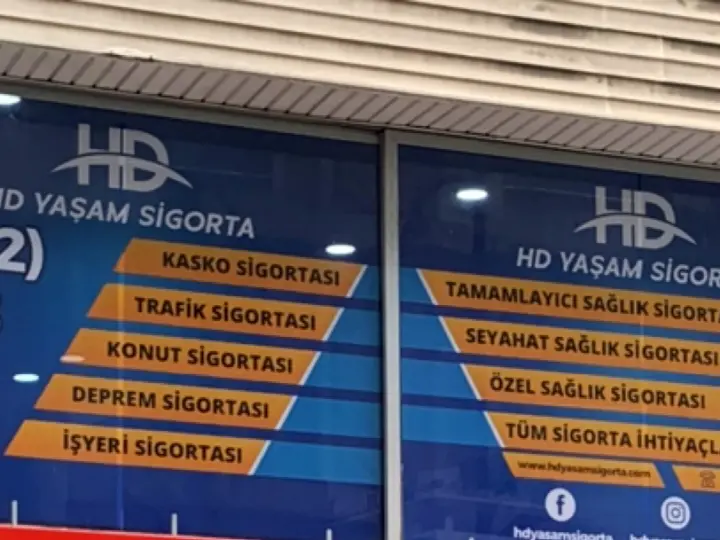 HD
HD YAŞAM SİGORTA
2)
KASKO SİGORTASI
TRAFİK SİGORTASI
KONUT SİGORTASI
DEPREM SİGORTASI
İŞYERİ SİGORTASI
HD
HD YAŞAM SİGOR
TAMAMLAYICI SAĞLIK SİGORTA
SEYAHAT SAĞLIK SİGORTASI
ÖZEL SAĞLIK SİGORTASI
TÜM SİGORTA İHTİYAÇL
www.hdyasamsigorta.com
hdyasamsigorta